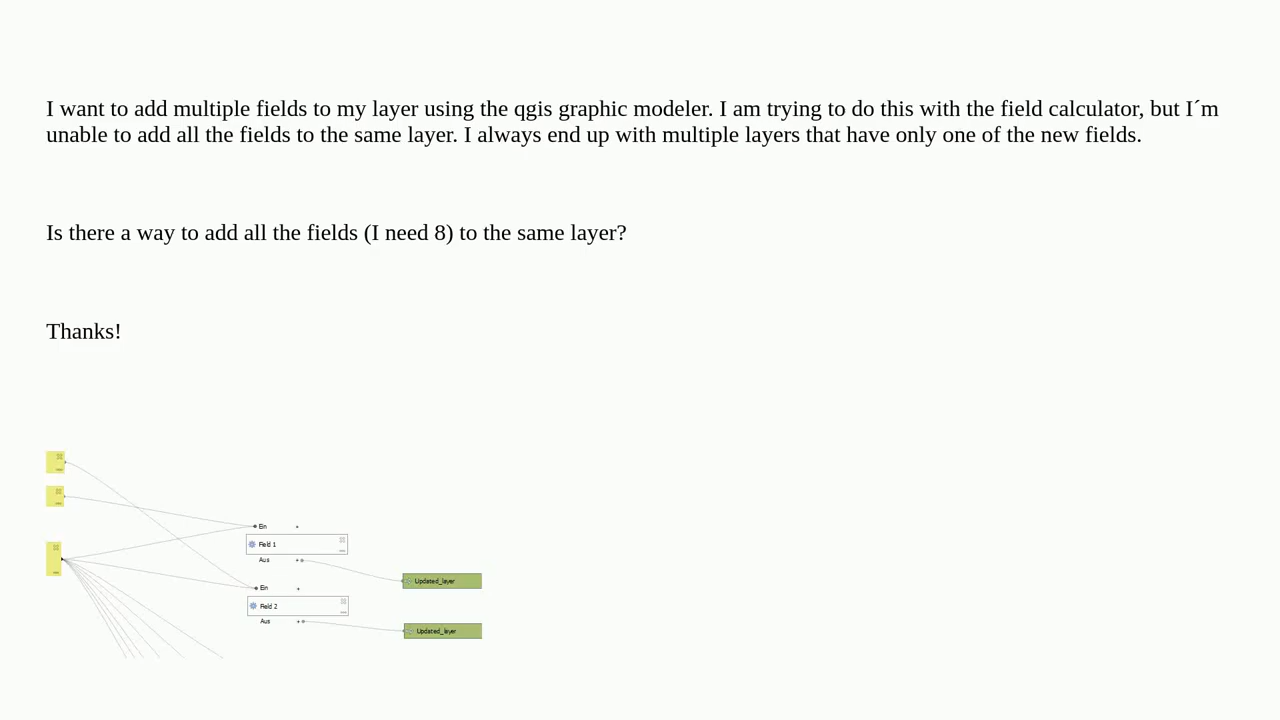 I want to add multiple fields to my layer using the qgis graphic modeler. I am trying to do this with the field calculator, but I´m
unable to add all the fields to the same layer. I always end up with multiple layers that have only one of the new fields.
Is there a way to add all the fields (I need 8) to the same layer?
Thanks!
Ein
Field 1
Aus
Updated_layer
Ein
Field 2
Aus
Updated_layer